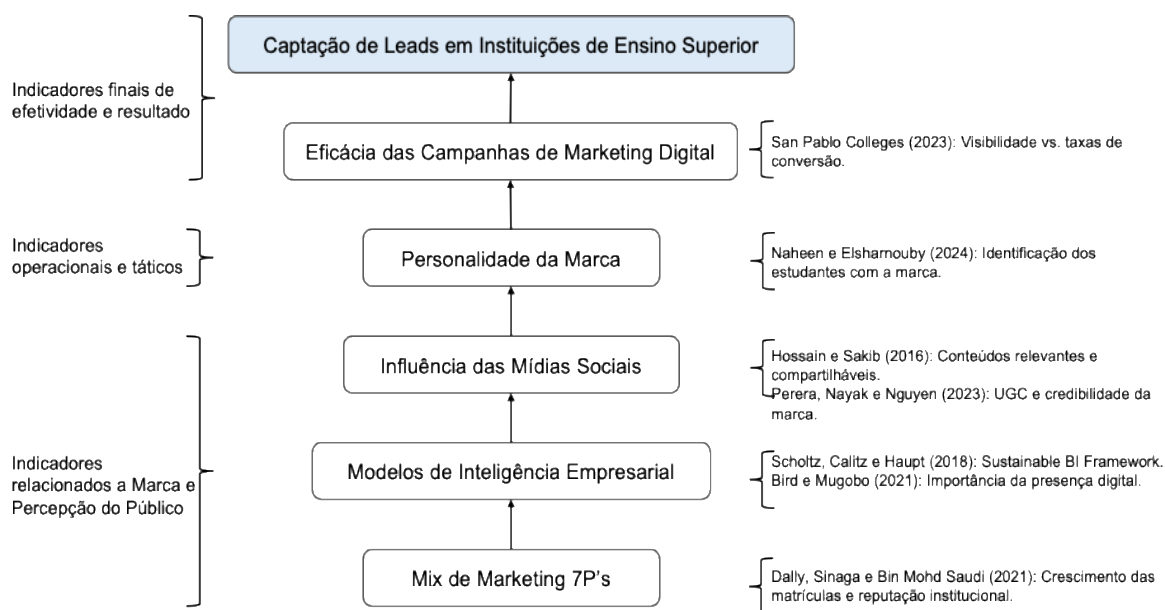 Captação de Leads em Instituições de Ensino Superior
Indicadores finais de
efetividade e resultado
Eficácia das Campanhas de Marketing Digital
San Pablo Colleges (2023): Visibilidade vs. taxas de
conversão.
Indicadores
operacionais e táticos
Personalidade da Marca
Naheen e Elsharnouby (2024): Identificação dos
estudantes com a marca.
Influência das Mídias Sociais
Hossain e Sakib (2016): Conteúdos relevantes e
compartilháveis.
Perera, Nayak e Nguyen (2023): UGC e credibilidade da
marca.
Indicadores
relacionados a Marca e
Percepção do Público
Modelos de Inteligência Empresarial
Scholtz, Calitz e Haupt (2018): Sustainable BI Framework.
Bird e Mugobo (2021): Importância da presença digital.
Mix de Marketing 7P's
Dally, Sinaga e Bin Mohd Saudi (2021): Crescimento das
matrículas e reputação institucional.